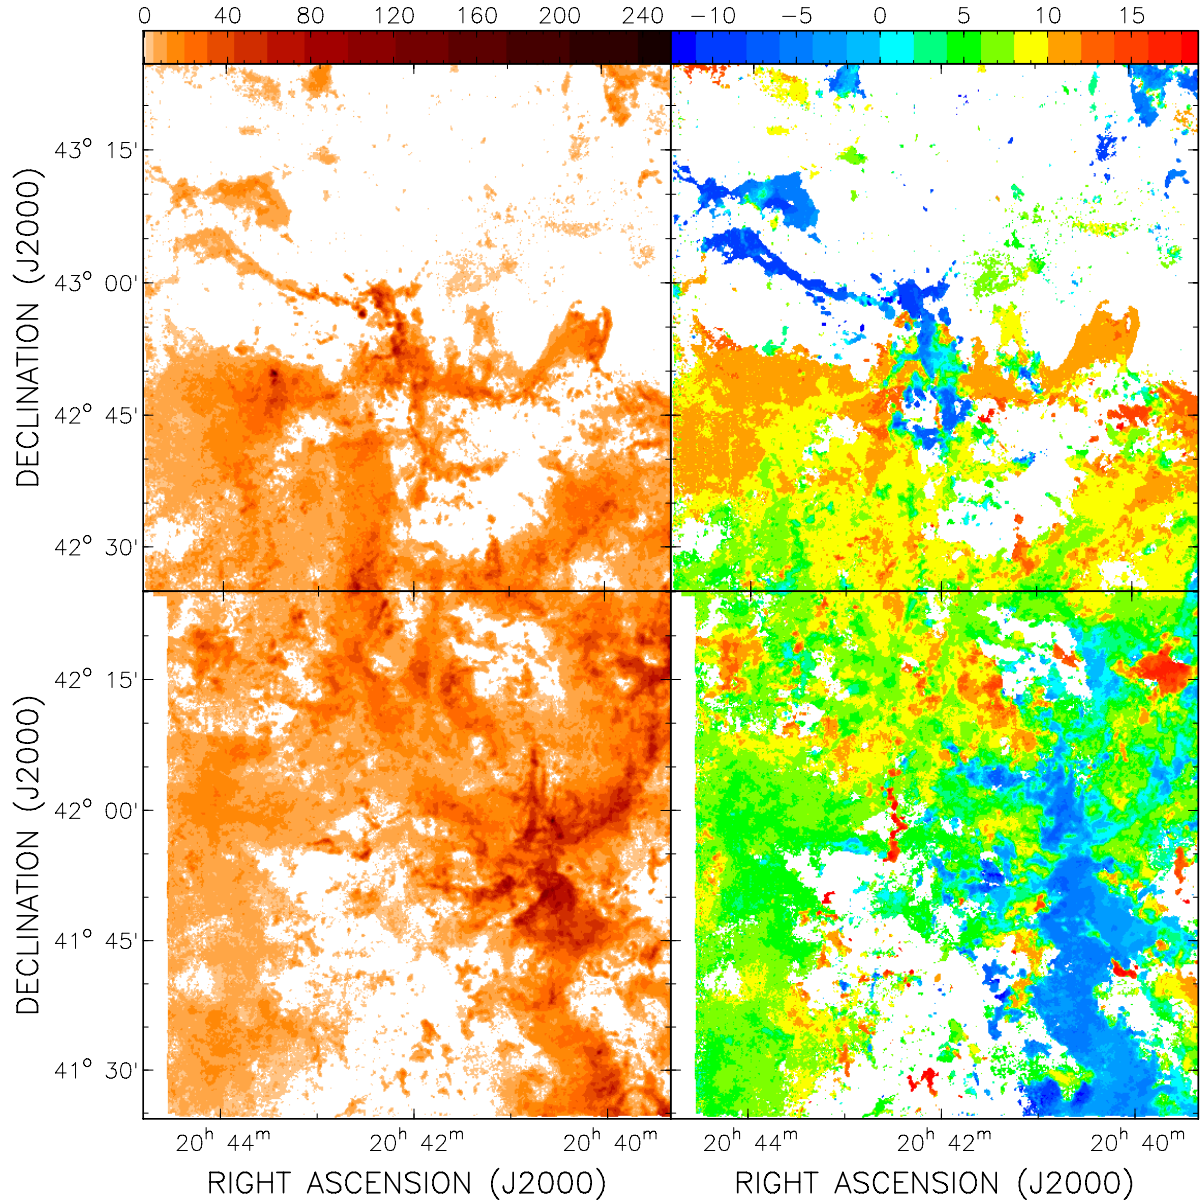 0 40 80 120 160 200 240 -10 -5 0 5 10 15
43° 15'
43° 00'
42° 45'
42° 30'
DECLINATION (J2000)
42° 15'
42° 00'
41° 45'
41° 30'
DECLINATION (J2000)
20h 44m 20h 42m 20h 40m 20h 44m 20h 42m 20h 40m
RIGHT ASCENSION (J2000) RIGHT ASCENSION (J2000)